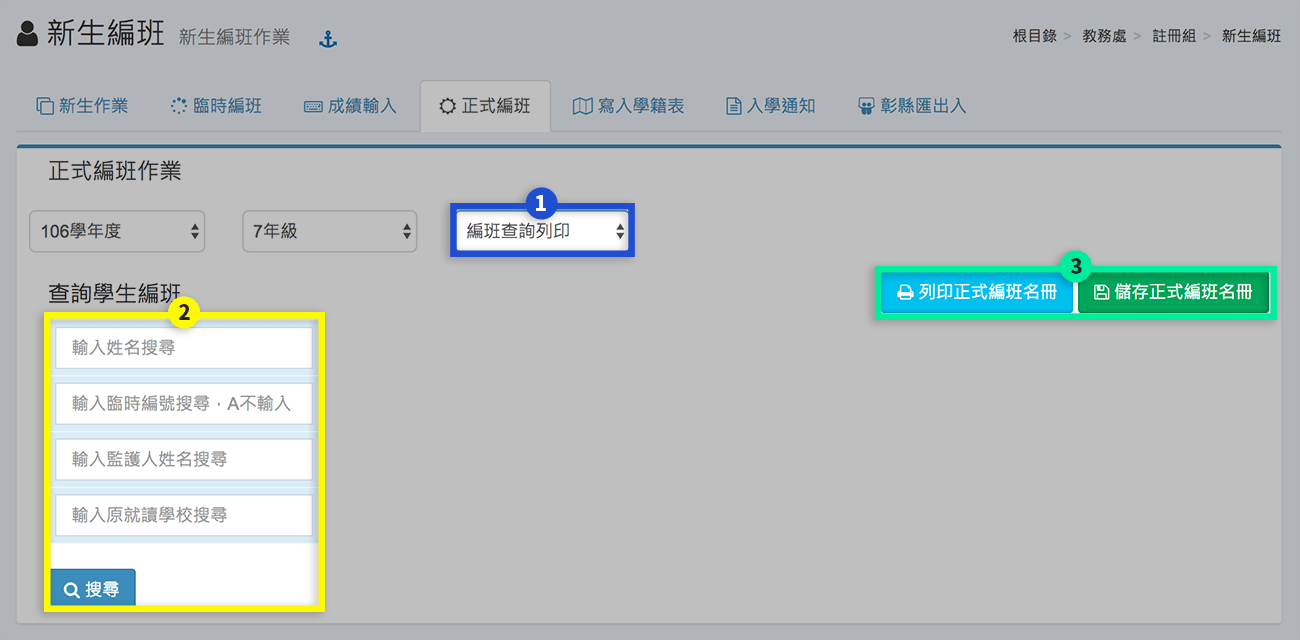 新生編班 新生編班作業
根目錄 > 教務處 > 註冊組 > 新生編班
新生作業 臨時編班 成績輸入 正式編班 寫入學籍表 入學通知 彰縣匯出入
正式編班作業
1
106學年度 7年級 編班查詢列印
3
列印正式編班名冊 儲存正式編班名冊
查詢學生編班
2
輸入姓名搜尋
輸入臨時編號搜尋，A不輸入
輸入監護人姓名搜尋
輸入原就讀學校搜尋
搜尋